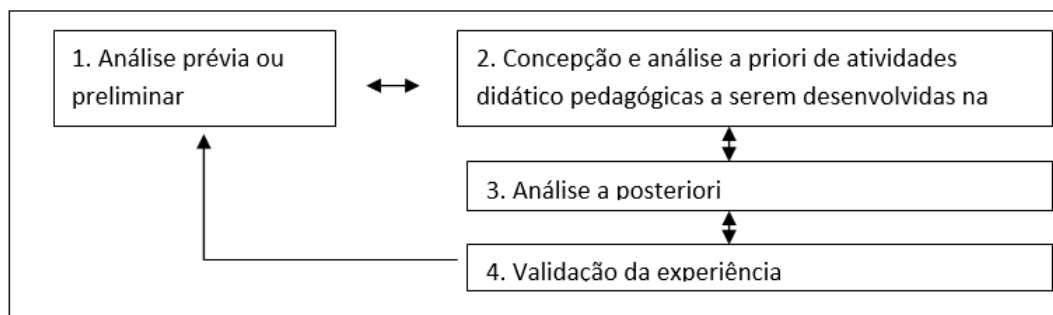 1. Análise prévia ou
preliminar
2. Concepção e análise a priori de atividades
didático pedagógicas a serem desenvolvidas na
3. Análise a posteriori
4. Validação da experiência